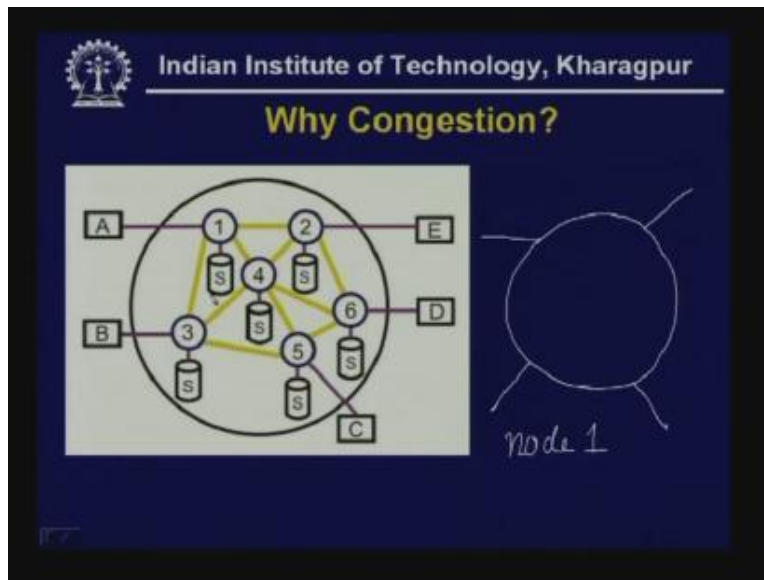 Indian Institute of Technology, Kharagpur
Why Congestion?
A 1 2 E
S 4 S
S
B 3 6 D
5
S S S
C
node 1